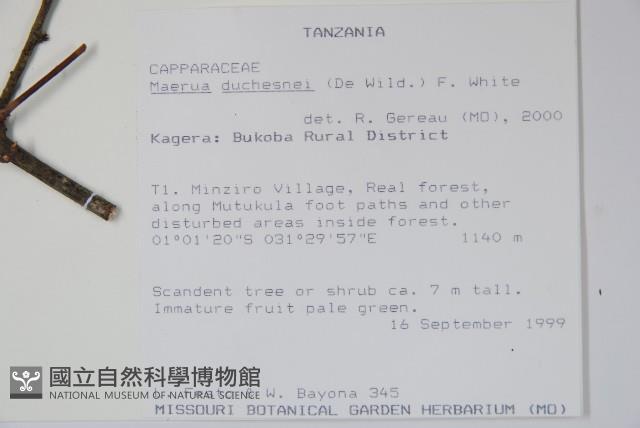 TANZANIA
CAPPARACEAE
Maerua duchesnei (De Wild.) F. White
det. R. Gereau (MO), 2000
Kagera: Bukoba Rural District
T1. Minziro Village, Real forest,
along Mutukula foot paths and other
disturbed areas inside forest.
01°01'20"S 031°29'57"E 1140 m
Scandent tree or shrub ca. 7 m tall.
Immature fruit pale green.
16 September 1999
國立自然科學博物館
NATIONAL MUSEUM OF NATURAL SCIENCE
& W. Bayona 345
MISSOURI BOTANICAL GARDEN HERBARIUM (MO)